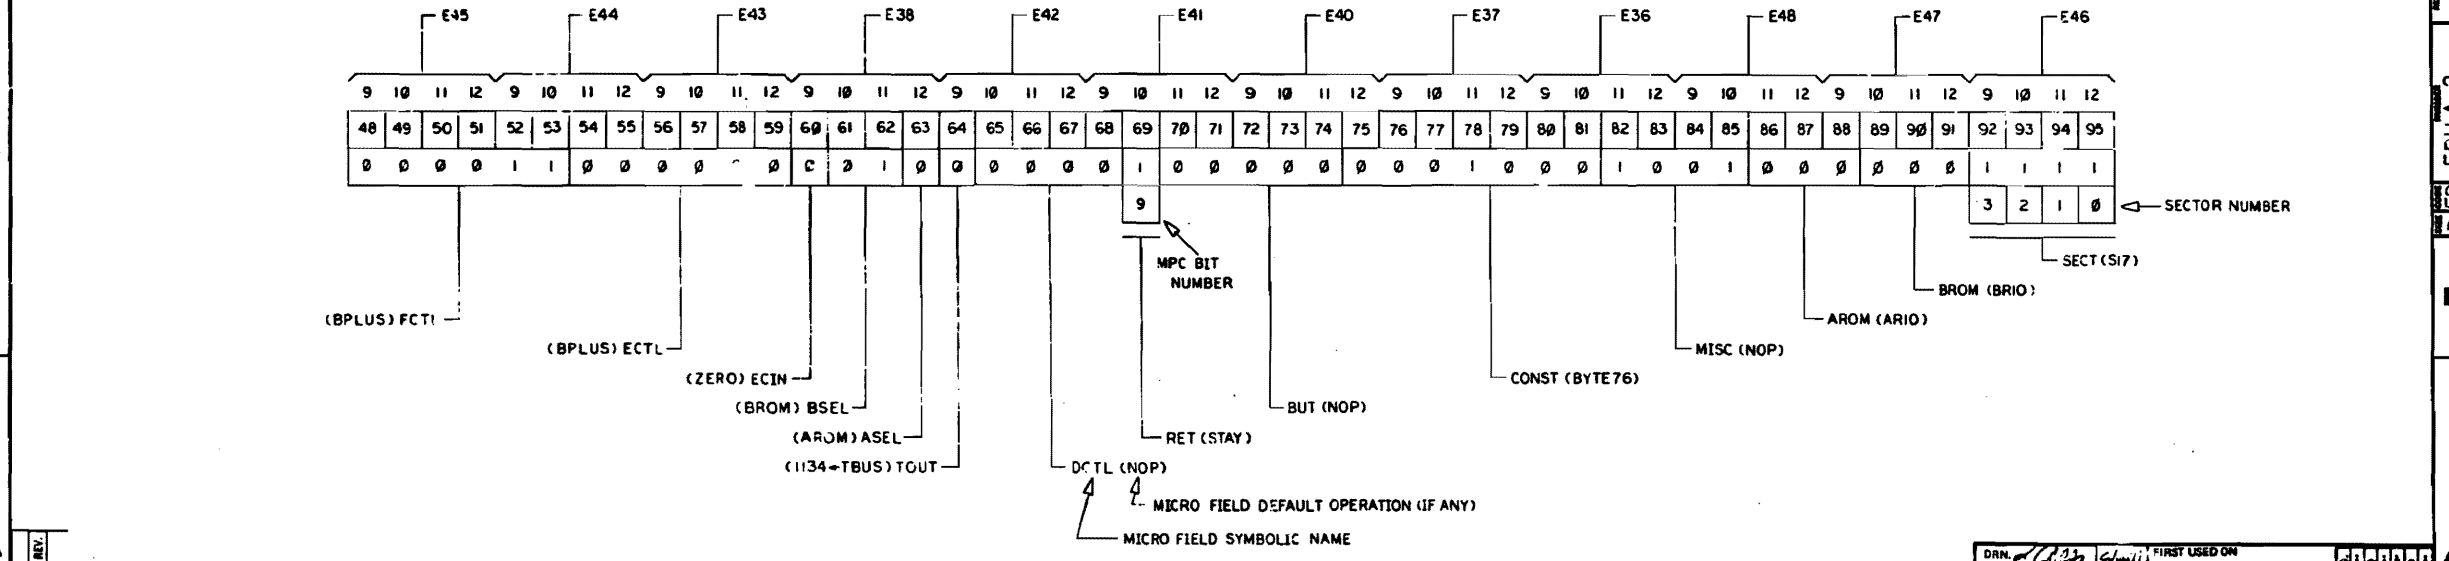 E45 E44 E43 E38 E42 E41 E40 E37 E36 E48 E47 E46
9 10 11 12 9 10 11 12 9 10 11 12 9 10 11 12 9 10 11 12 9 10 11 12 9 10 11 12 9 10 11 12 9 10 11 12 9 10 11 12 9 10 11 12 9 10 11 12
48 49 50 51 52 53 54 55 56 57 58 59 60 61 62 63 64 65 66 67 68 69 70 71 72 73 74 75 76 77 78 79 80 81 82 83 84 85 86 87 88 89 90 91 92 93 94 95
0 0 0 0 1 1 0 0 0 0 0 0 1 0 0 0 0 0 0 1 0 0 0 0 0 0 0 0 1 0 0 0 1 0 0 1 0 0 0 0 0 0 1 1 1 1
9 3 2 1 0 SECTOR NUMBER
MPC BIT
NUMBER
SECT (S17)
BROM (BR10)
(BPLUS) FCTL
AROM (AR10)
(BPLUS) ECTL
MISC (NOP)
(ZERO) ECIN
CONST (BYTE76)
(BROM) BSEL
BUT (NOP)
(AROM) ASEL
RET (STAY)
(1134←TBUS) TOUT
DCTL (NOP)
MICRO FIELD DEFAULT OPERATION (IF ANY)
MICRO FIELD SYMBOLIC NAME
REV.
DRN.
FIRST USED ON